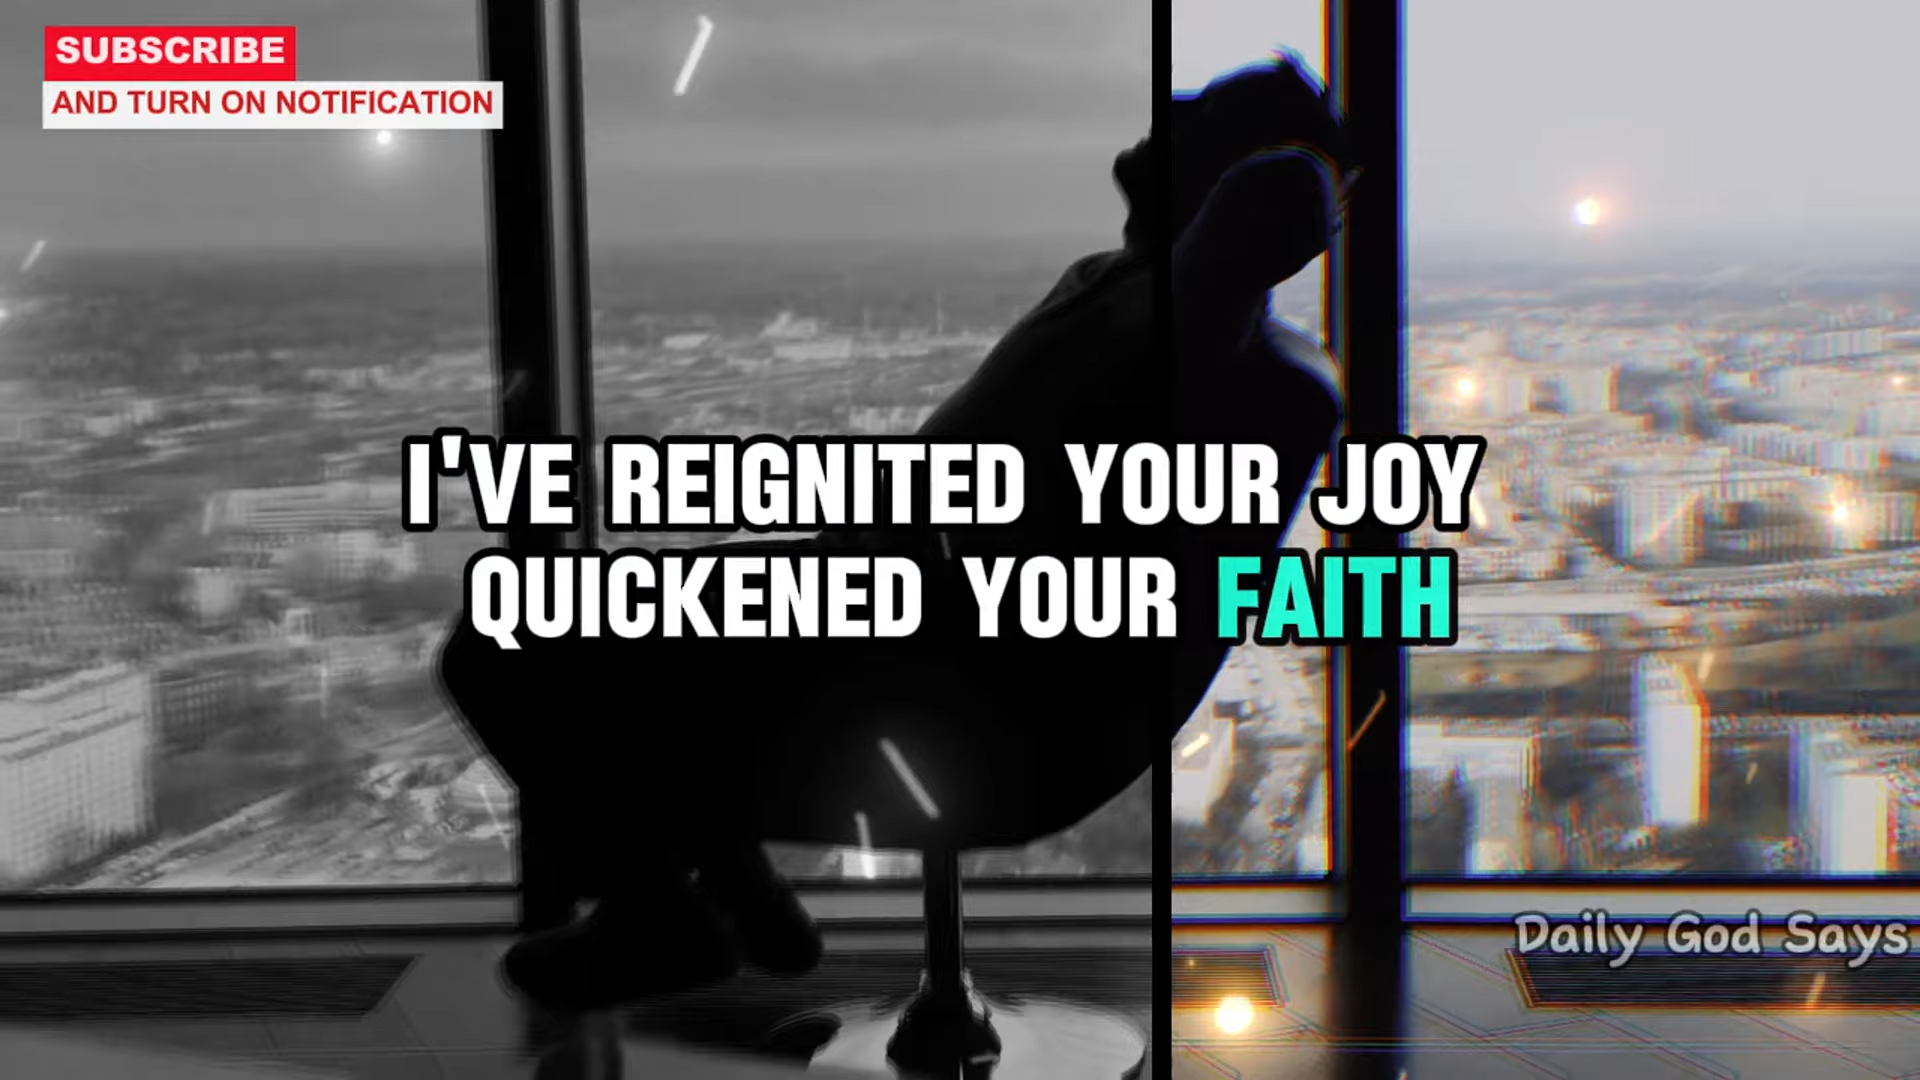 SUBSCRIBE
AND TURN ON NOTIFICATION
I'VE REIGNITED YOUR JOY
QUICKENED YOUR FAITH
Daily God Says